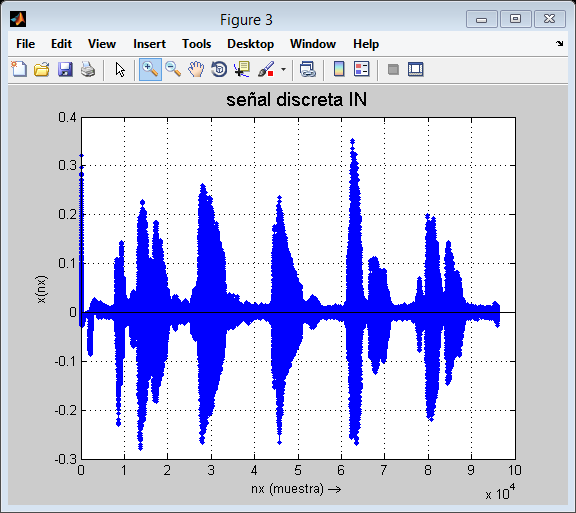 Figure 3
File Edit View Insert Tools Desktop Window Help
señal discreta IN
0.4
0.3
0.2
0.1
0
-0.1
-0.2
-0.3
x(nx)
0 1 2 3 4 5 6 7 8 9 10
nx (muestra) →
x 10^4